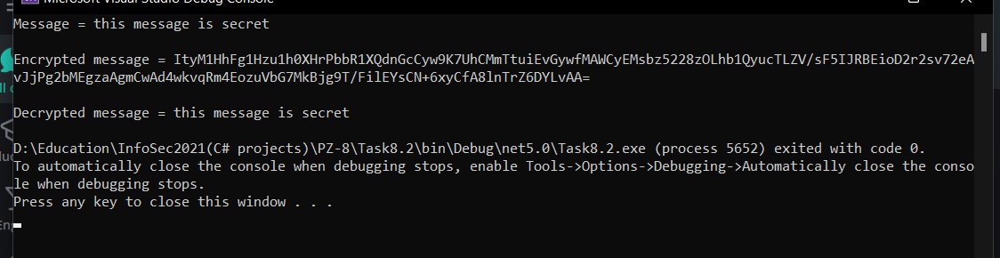 Microsoft Visual Studio Debug Console
Message = this message is secret
Encrypted message = ItyM1HhFg1Hzu1h0XHrPbbR1XQdnGcCyw9K7UhCMmTtuiEvGywfMAWCyEMsbz5228zOLhb1QyucTLZV/sF5IJRBEioD2r2sv72eA
vJjPg2bMEgzaAgmCwAd4wkvqRm4EozuVbG7MkBjg9T/FilEYsCN+6xyCfA8lnTrZ6DYLvAA=
Decrypted message = this message is secret
D:\Education\InfoSec2021(C# projects)\PZ-8\Task8.2\bin\Debug\net5.0\Task8.2.exe (process 5652) exited with code 0.
To automatically close the console when debugging stops, enable Tools->Options->Debugging->Automatically close the conso
le when debugging stops.
Press any key to close this window . . .